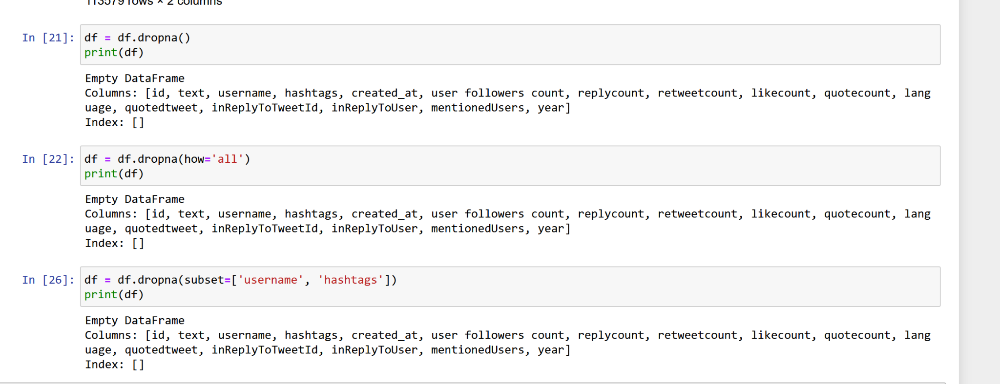 113579 rows × 2 columns
In [21]: df = df.dropna()
print(df)
Empty DataFrame
Columns: [id, text, username, hashtags, created_at, user followers count, replycount, retweetcount, likecount, quotecount, lang
uage, quotedtweet, inReplyToTweetId, inReplyToUser, mentionedUsers, year]
Index: []
In [22]: df = df.dropna(how='all')
print(df)
Empty DataFrame
Columns: [id, text, username, hashtags, created_at, user followers count, replycount, retweetcount, likecount, quotecount, lang
uage, quotedtweet, inReplyToTweetId, inReplyToUser, mentionedUsers, year]
Index: []
In [26]: df = df.dropna(subset=['username', 'hashtags'])
print(df)
Empty DataFrame
Columns: [id, text, username, hashtags, created_at, user followers count, replycount, retweetcount, likecount, quotecount, lang
uage, quotedtweet, inReplyToTweetId, inReplyToUser, mentionedUsers, year]
Index: []